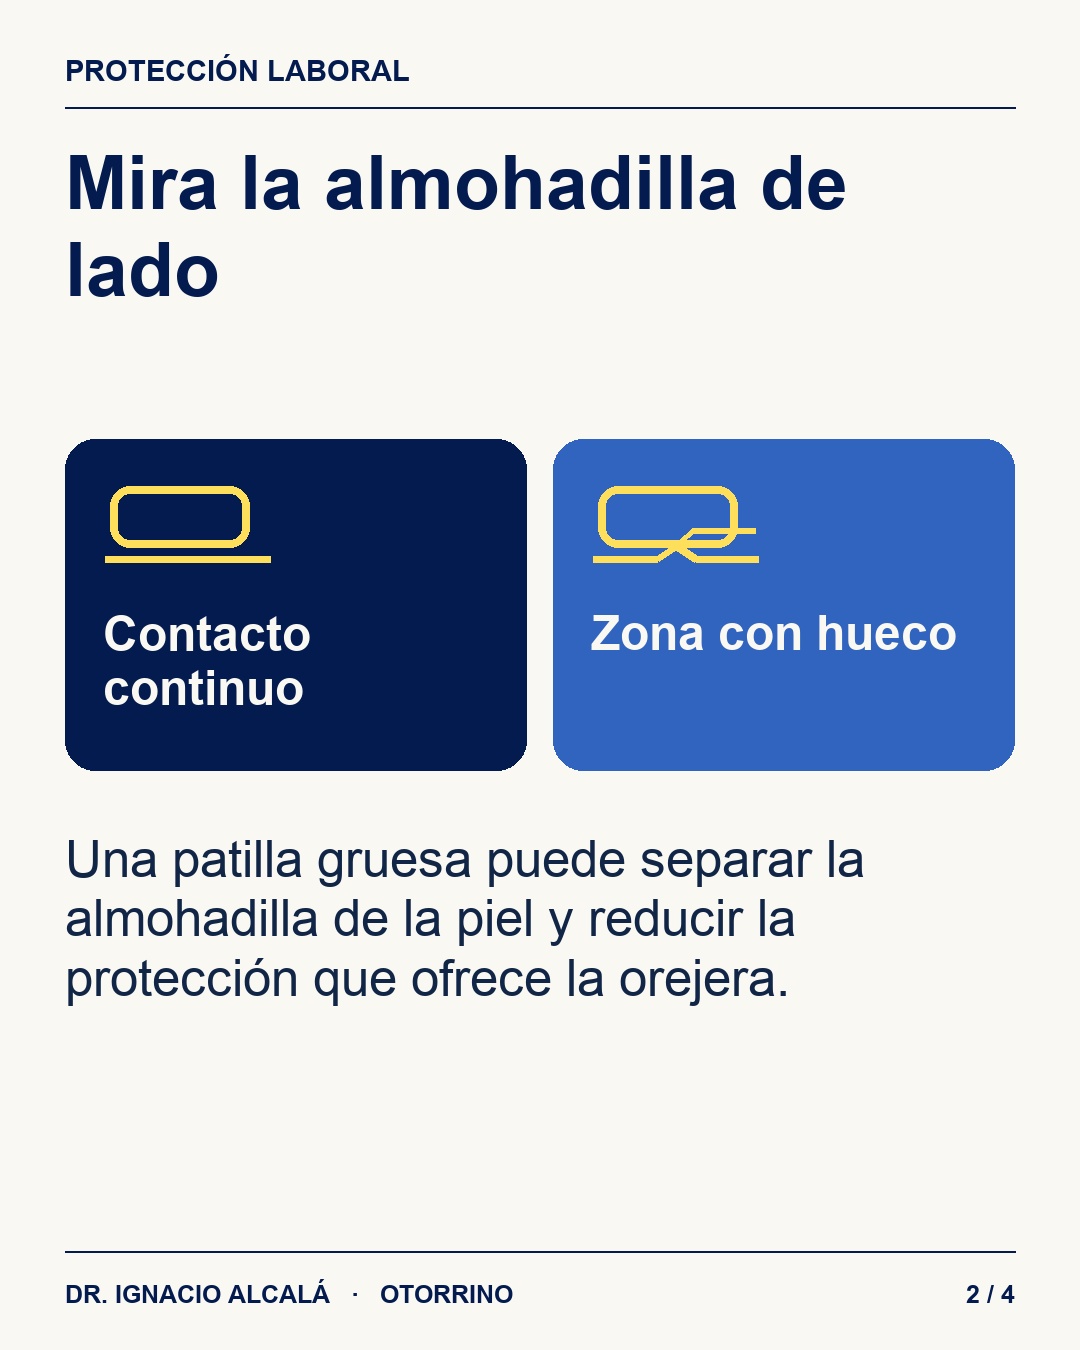 PROTECCIÓN LABORAL
Mira la almohadilla de
lado
Contacto
continuo
Zona con hueco
Una patilla gruesa puede separar la
almohadilla de la piel y reducir la
protección que ofrece la orejera.
DR. IGNACIO ALCALÁ · OTORRINO
2 / 4